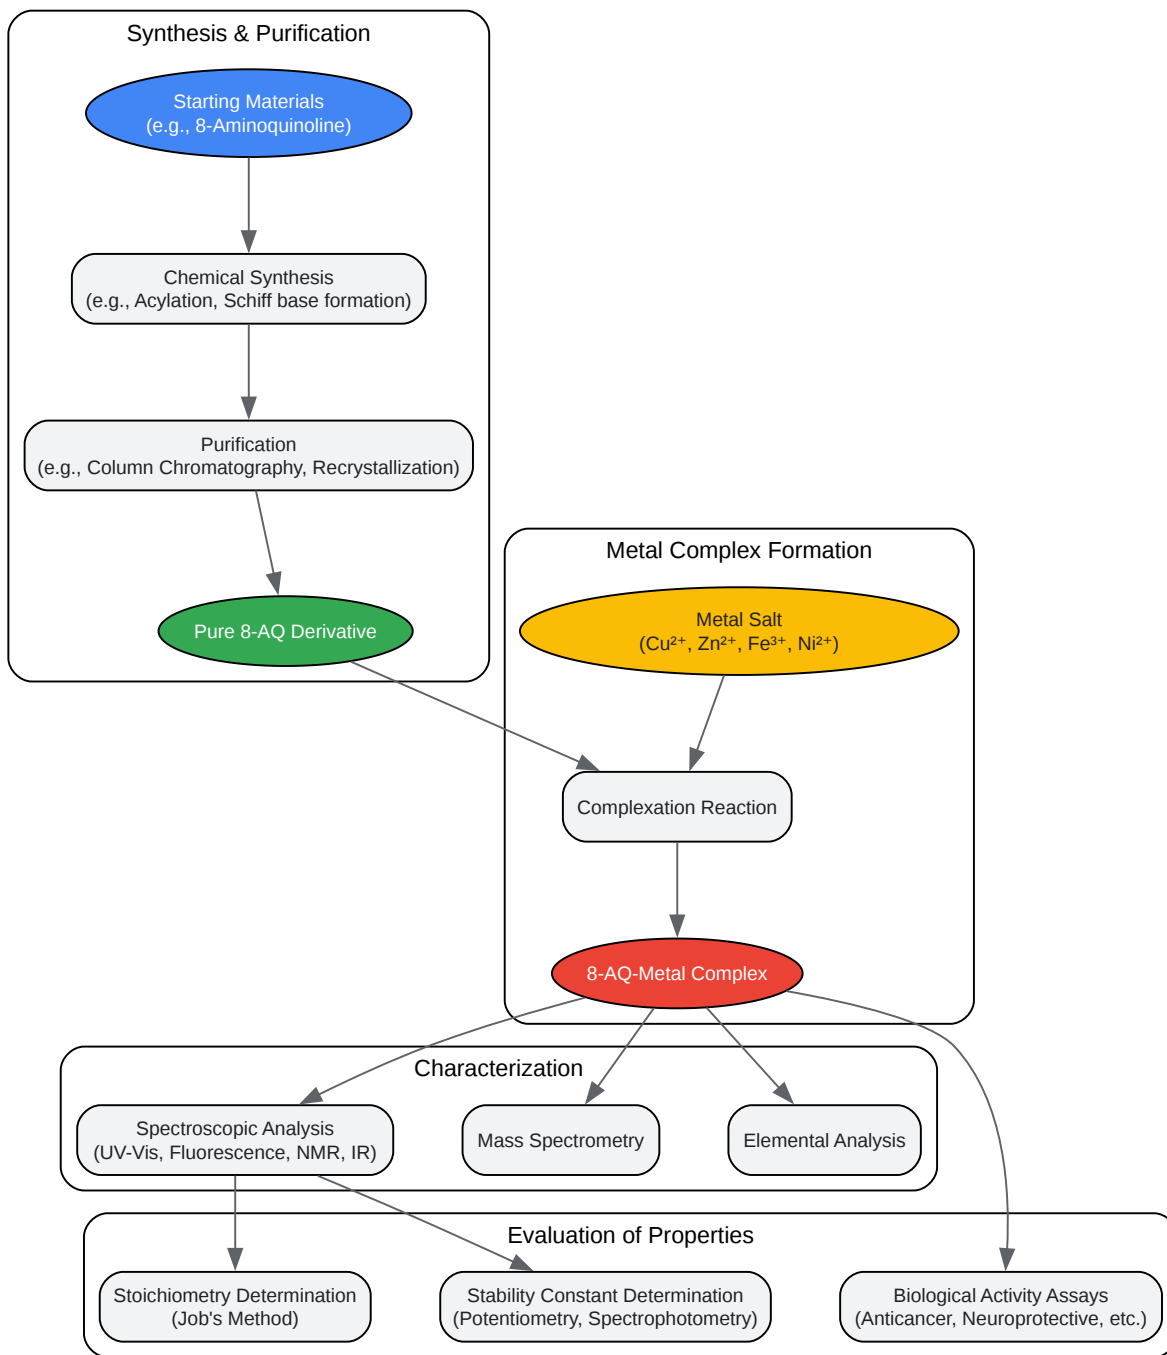 Synthesis & Purification
Starting Materials
(e.g., 8-Aminoquinoline)
Chemical Synthesis
(e.g., Acylation, Schiff base formation)
Purification
(e.g., Column Chromatography, Recrystallization)
Pure 8-AQ Derivative
Metal Complex Formation
Metal Salt
(Cu²⁺, Zn²⁺, Fe³⁺, Ni²⁺)
Complexation Reaction
8-AQ-Metal Complex
Characterization
Spectroscopic Analysis
(UV-Vis, Fluorescence, NMR, IR)
Mass Spectrometry
Elemental Analysis
Evaluation of Properties
Stoichiometry Determination
(Job's Method)
Stability Constant Determination
(Potentiometry, Spectrophotometry)
Biological Activity Assays
(Anticancer, Neuroprotective, etc.)